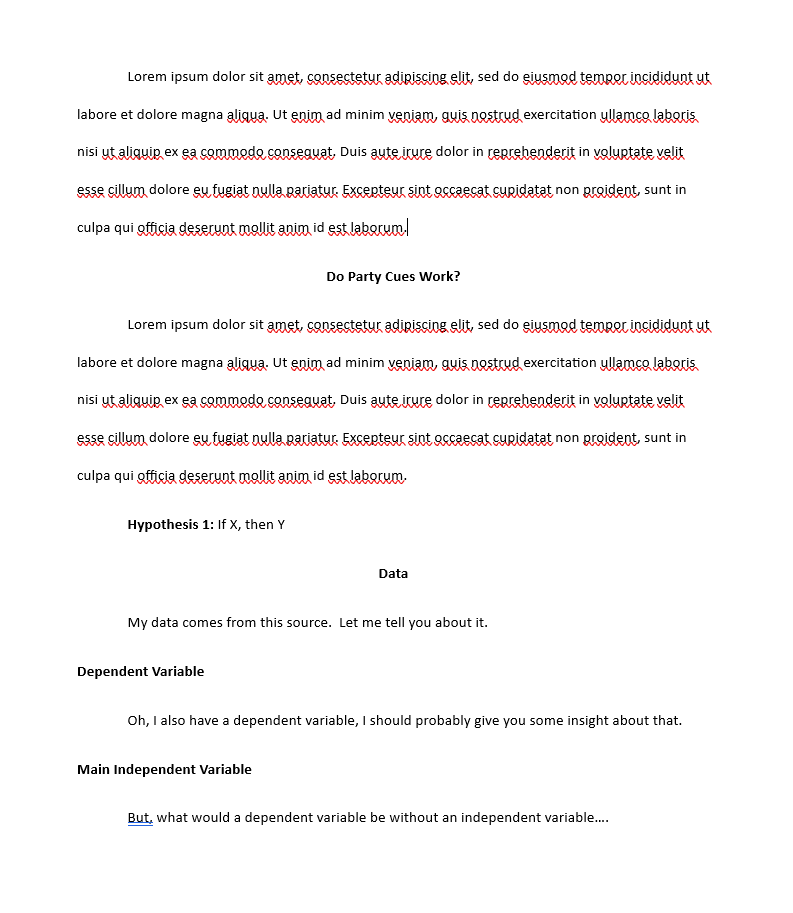 Lorem ipsum dolor sit amet, consectetur adipiscing elit, sed do eiusmod tempor incididunt ut
labore et dolore magna aliqua. Ut enim ad minim veniam, quis nostrud exercitation ullamco laboris
nisi ut aliquip ex ea commodo consequat. Duis aute irure dolor in reprehenderit in voluptate velit
esse cillum dolore eu fugiat nulla pariatur. Excepteur sint occaecat cupidatat non proident, sunt in
culpa qui officia deserunt mollit anim id est laborum.
Do Party Cues Work?
Lorem ipsum dolor sit amet, consectetur adipiscing elit, sed do eiusmod tempor incididunt ut
labore et dolore magna aliqua. Ut enim ad minim veniam, quis nostrud exercitation ullamco laboris
nisi ut aliquip ex ea commodo consequat. Duis aute irure dolor in reprehenderit in voluptate velit
esse cillum dolore eu fugiat nulla pariatur. Excepteur sint occaecat cupidatat non proident, sunt in
culpa qui officia deserunt mollit anim id est laborum.
Hypothesis 1: If X, then Y
Data
My data comes from this source.  Let me tell you about it.
Dependent Variable
Oh, I also have a dependent variable, I should probably give you some insight about that.
Main Independent Variable
But, what would a dependent variable be without an independent variable….